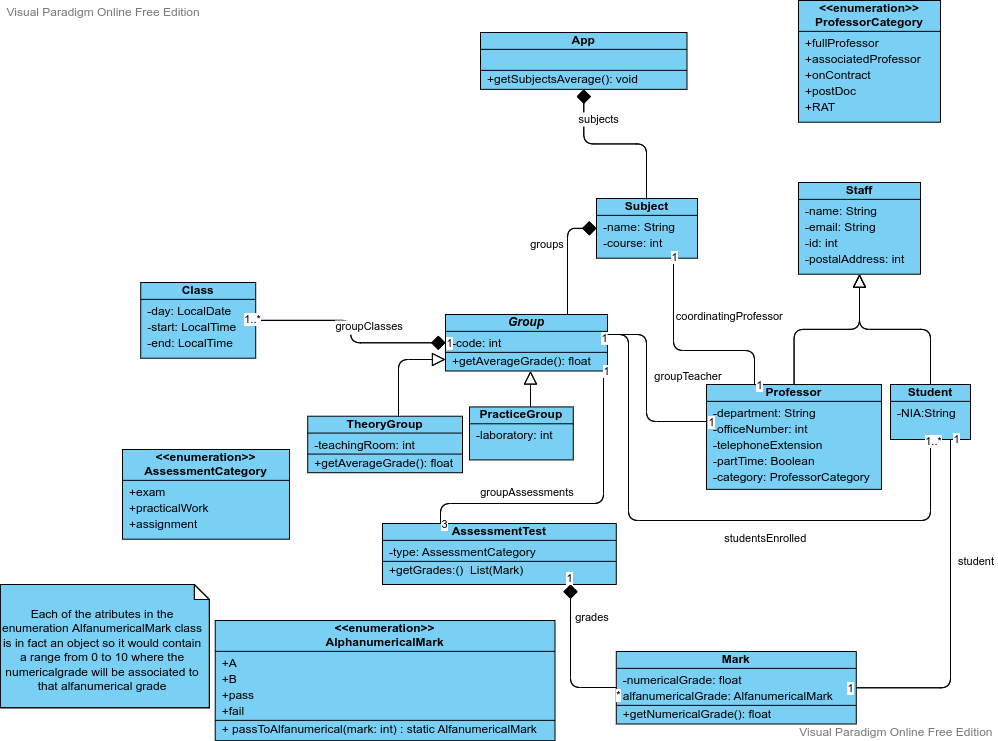 Visual Paradigm Online Free Edition
<<enumeration>>
ProfessorCategory
+fullProfessor
+associatedProfessor
+onContract
+postDoc
+RAT
App
+getSubjectsAverage(): void
subjects
Staff
-name: String
-email: String
-id: int
-postalAddress: int
Subject
-name: String
-course: int
1
groups
Class
-day: LocalDate
-start: LocalTime
-end: LocalTime
1..*
groupClasses
1
Group
-code: int
+getAverageGrade(): float
1
1
coordinatingProfessor
1
groupTeacher
1
Professor
-department: String
-officeNumber: int
-telephoneExtension
-partTime: Boolean
-category: ProfessorCategory
Student
-NIA:String
1..*
1
TheoryGroup
-teachingRoom: int
+getAverageGrade(): float
PracticeGroup
-laboratory: int
<<enumeration>>
AssessmentCategory
+exam
+practicalWork
+assignment
groupAssessments
3
AssessmentTest
-type: AssessmentCategory
+getGrades:()  List(Mark)
1
studentsEnrolled
student
grades
Each of the atributes in the
enumeration AlfanumericalMark class
is in fact an object so it would contain
a range from 0 to 10 where the
numericalgrade will be associated to
that alfanumerical grade
<<enumeration>>
AlphanumericalMark
+A
+B
+pass
+fail
+ passToAlfanumerical(mark: int) : static AlfanumericalMark
Mark
-numericalGrade: float
alfanumericalGrade: AlfanumericalMark
+getNumericalGrade(): float
*
1
Visual Paradigm Online Free Edition